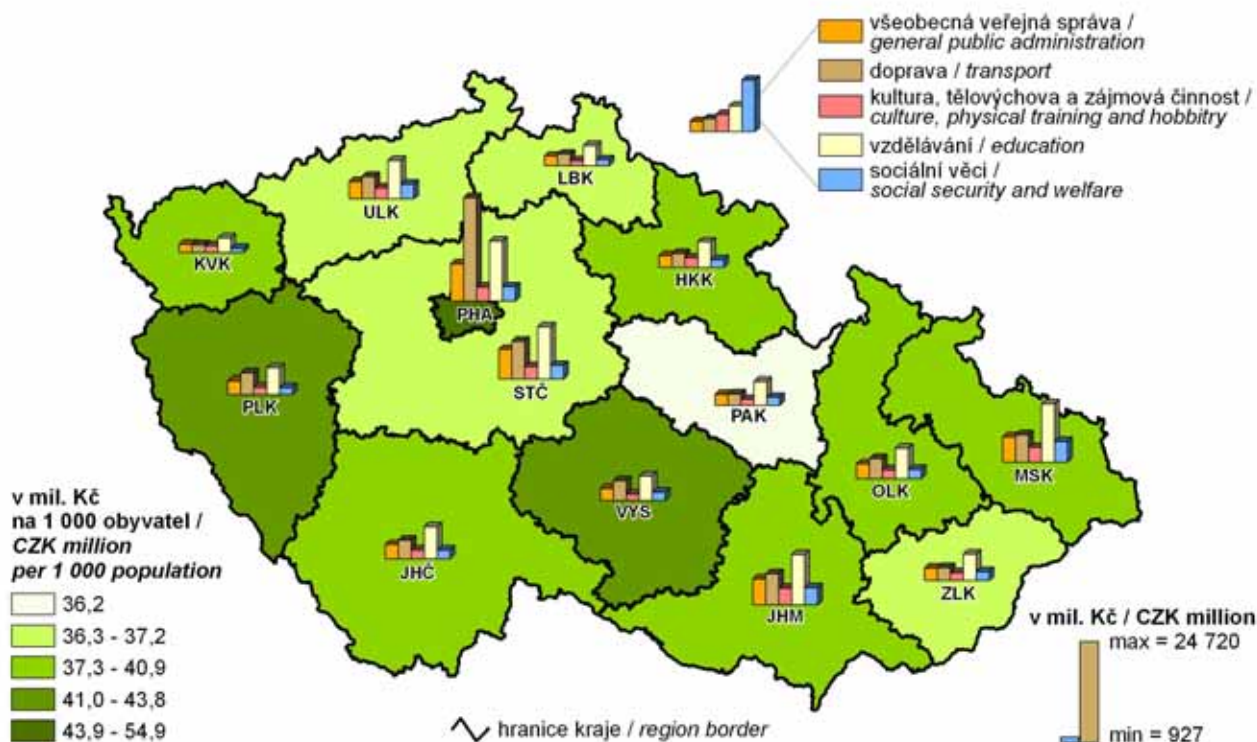 všeobecná veřejná správa /
general public administration
doprava / transport
kultura, tělovýchova a zájmová činnost /
culture, physical training and hobbitry
vzdělávání / education
sociální věci /
social security and welfare
LBK
ULK
KVK
HKK
PHA
STČ
PLK
PAK
MSK
OLK
VYS
JHČ
ZLK
JHM
v mil. Kč
na 1 000 obyvatel /
CZK million
per 1 000 population
36,2
36,3 - 37,2
37,3 - 40,9
41,0 - 43,8
43,9 - 54,9
hranice kraje / region border
v mil. Kč / CZK million
max = 24 720
min = 927